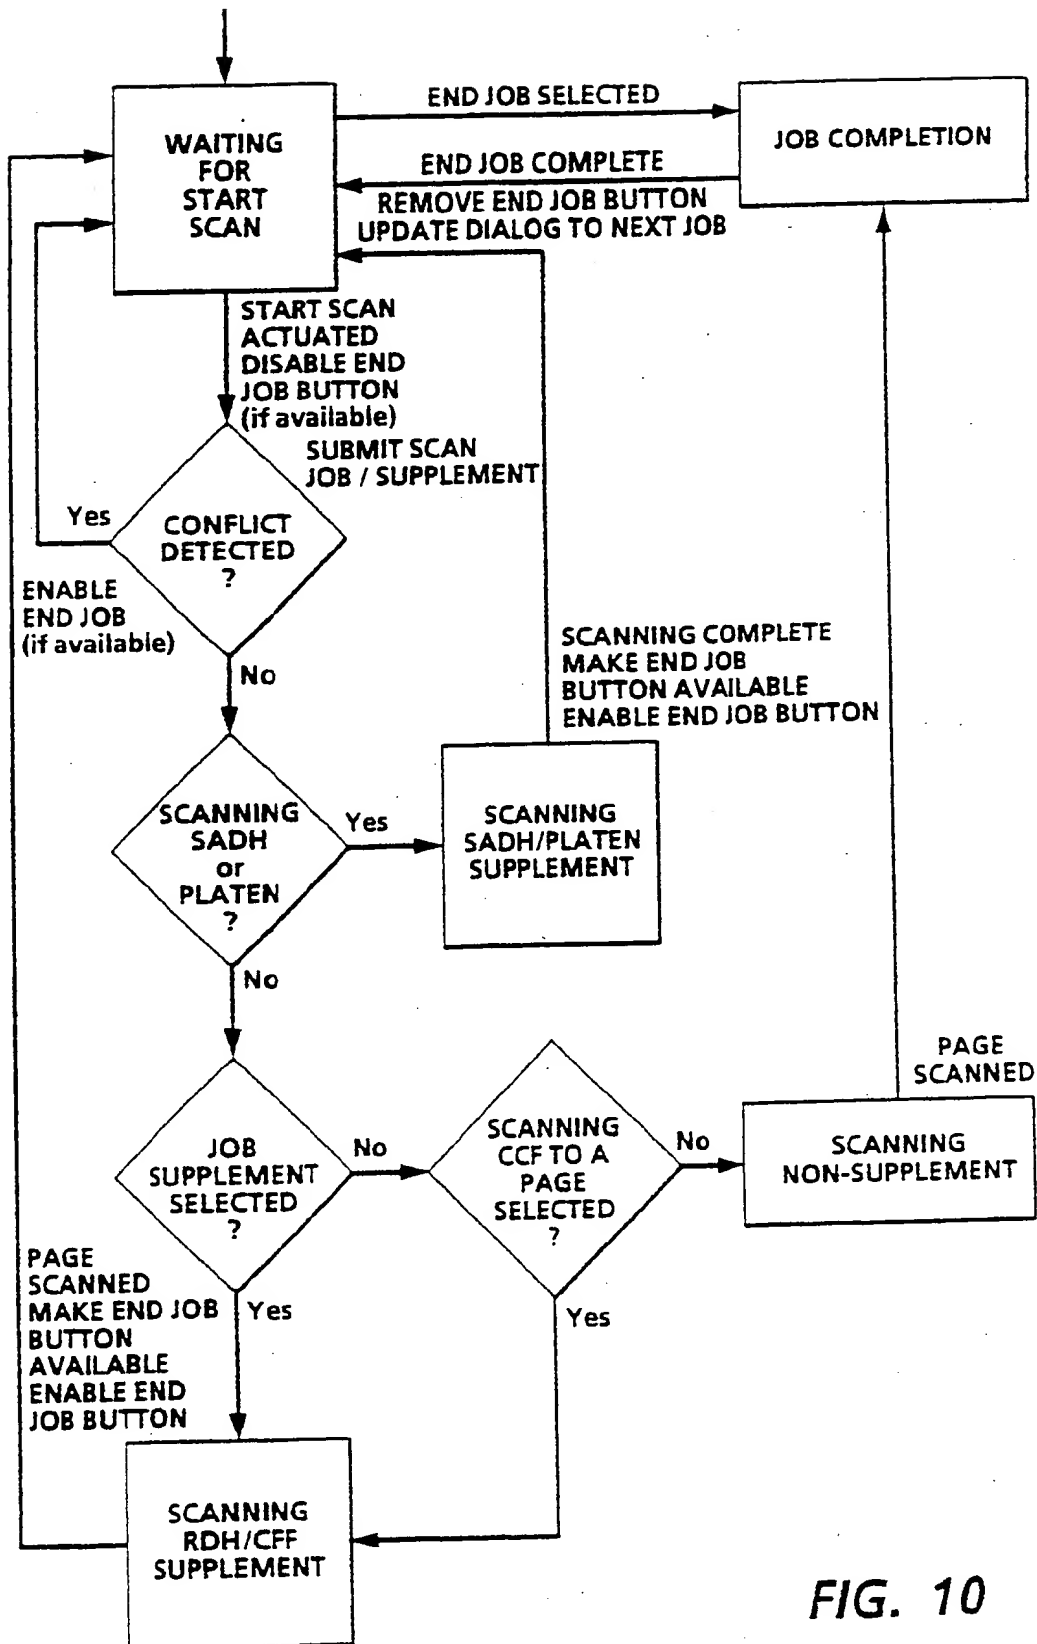 END JOB SELECTED
WAITING
FOR
START
SCAN
JOB COMPLETION
END JOB COMPLETE
REMOVE END JOB BUTTON
UPDATE DIALOG TO NEXT JOB
START SCAN
ACTUATED
DISABLE END
JOB BUTTON
(if available)
SUBMIT SCAN
JOB / SUPPLEMENT
Yes
CONFLICT
DETECTED
?
ENABLE
END JOB
(if available)
No
SCANNING COMPLETE
MAKE END JOB
BUTTON AVAILABLE
ENABLE END JOB BUTTON
SCANNING
SADH
or
PLATEN
?
Yes
SCANNING
SADH/PLATEN
SUPPLEMENT
No
PAGE
SCANNED
JOB
SUPPLEMENT
SELECTED
?
No
SCANNING
CCF TO A
PAGE
SELECTED
?
No
SCANNING
NON-SUPPLEMENT
PAGE
SCANNED
MAKE END JOB
BUTTON
AVAILABLE
ENABLE END
JOB BUTTON
Yes
Yes
SCANNING
RDH/CFF
SUPPLEMENT
FIG. 10